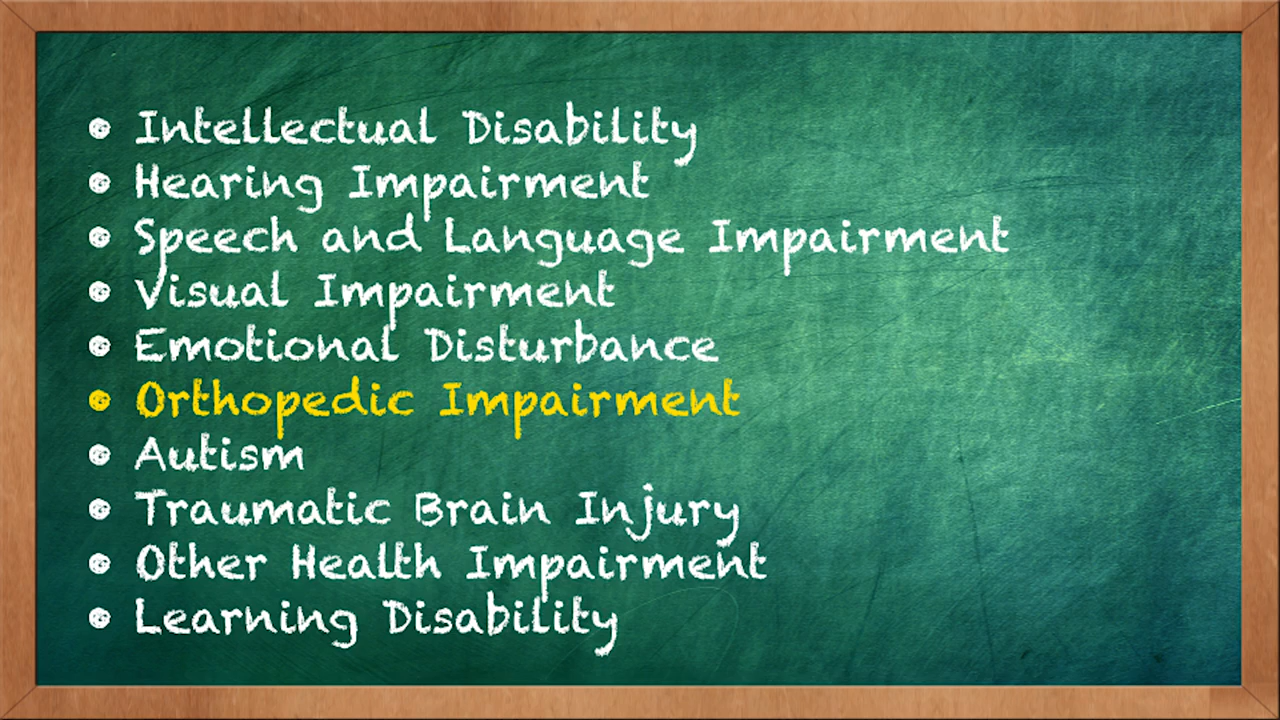 • Intellectual Disability
• Hearing Impairment
• Speech and Language Impairment
• Visual Impairment
• Emotional Disturbance
• Orthopedic Impairment
• Autism
• Traumatic Brain Injury
• Other Health Impairment
• Learning Disability